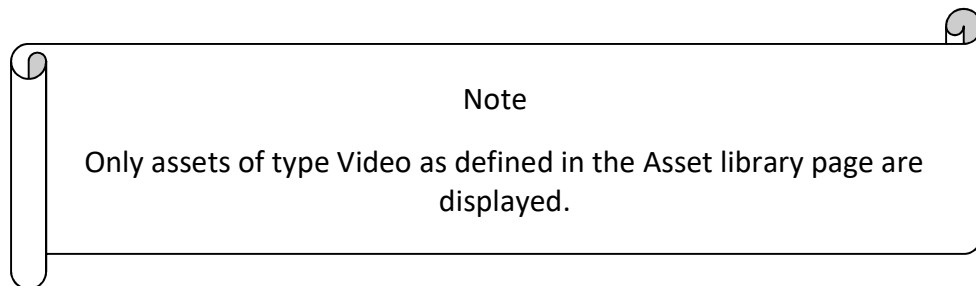 Note
Only assets of type Video as defined in the Asset library page are
displayed.